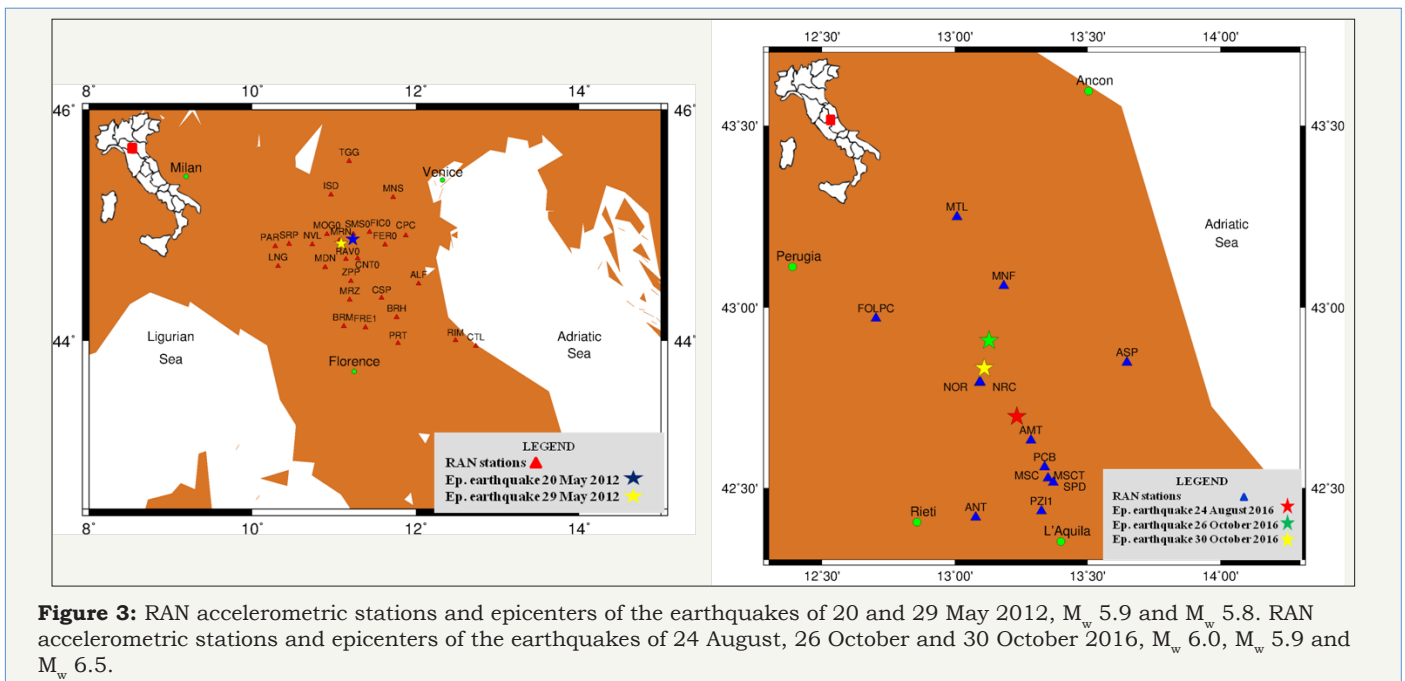 8˚
10˚
12˚
14˚
46˚
46˚
TGG
Milan
Venice
ISD
MNS
MOG0
SMS0
FIC0
MRN
CPC
PAR
SRP
NVL
FER0
RAV0
LNG
MDN
CNT0
ZPP
ALF
MRZ
CSP
BRH
BRM
FRE1
PRT
RIM
CTL
44˚
44˚
Ligurian
Sea
Adriatic
Sea
Florence
LEGEND
RAN stations
Ep. earthquake 20 May 2012
Ep. earthquake 29 May 2012
8˚
10˚
12˚
14˚
12˚30'
13˚00'
13˚30'
14˚00'
Ancon
43˚30'
43˚30'
MTL
Adriatic
Sea
Perugia
MNF
43˚00'
43˚00'
FOLPC
ASP
NOR
NRC
AMT
PCB
MSC
MSCT
SPD
42˚30'
42˚30'
PZI1
ANT
Rieti
L'Aquila
LEGEND
RAN stations
Ep. earthquake 24 August 2016
Ep. earthquake 26 October 2016
Ep. earthquake 30 October 2016
12˚30'
13˚00'
13˚30'
14˚00'
Figure 3: RAN accelerometric stations and epicenters of the earthquakes of 20 and 29 May 2012, Mw 5.9 and Mw 5.8. RAN
accelerometric stations and epicenters of the earthquakes of 24 August, 26 October and 30 October 2016, Mw 6.0, Mw 5.9 and
Mw 6.5.